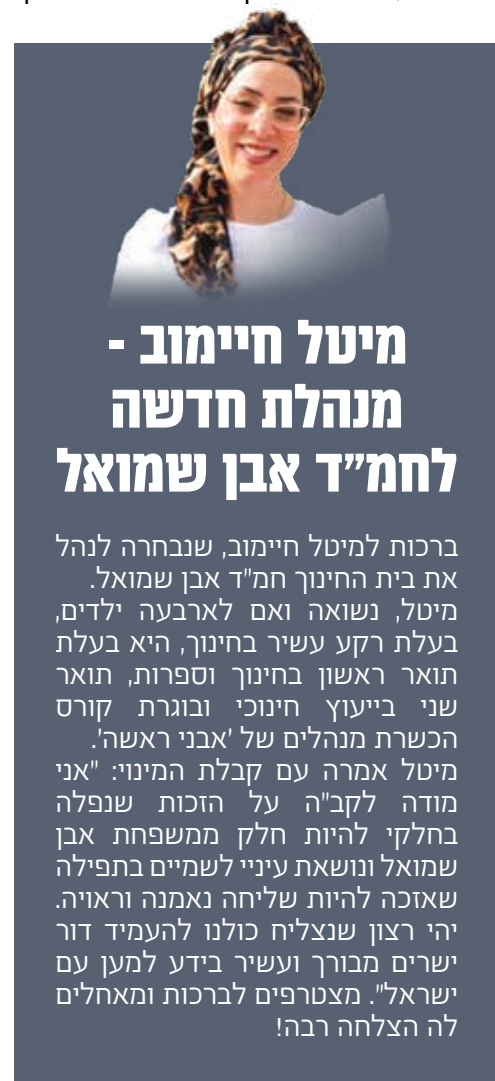 מיטל חיימוב -
מנהלת חדשה
לחמ״ד אבן שמואל
ברכות למיטל חיימוב, שנבחרה לנהל
את בית החינוך חמ"ד אבן שמואל.
מיטל, נשואה ואם לארבעה ילדים,
בעלת רקע עשיר בחינוך, היא בעלת
תואר ראשון בחינוך וספרות, תואר
שני בייעוץ חינוכי ובוגרת קורס
הכשרת מנהלים של 'אבני ראשה'.
מיטל אמרה עם קבלת המינוי: "אני
מודה לקב"ה על הזכות שנפלה
בחלקי להיות חלק ממשפחת אבן
שמואל ונושאת עיניי לשמיים בתפילה
שאזכה להיות שליחה נאמנה וראויה.
יהי רצון שנצליח כולנו להעמיד דור
ישרים מבורך ועשיר בידע למען עם
ישראל". מצטרפים לברכות ומאחלים
לה הצלחה רבה!